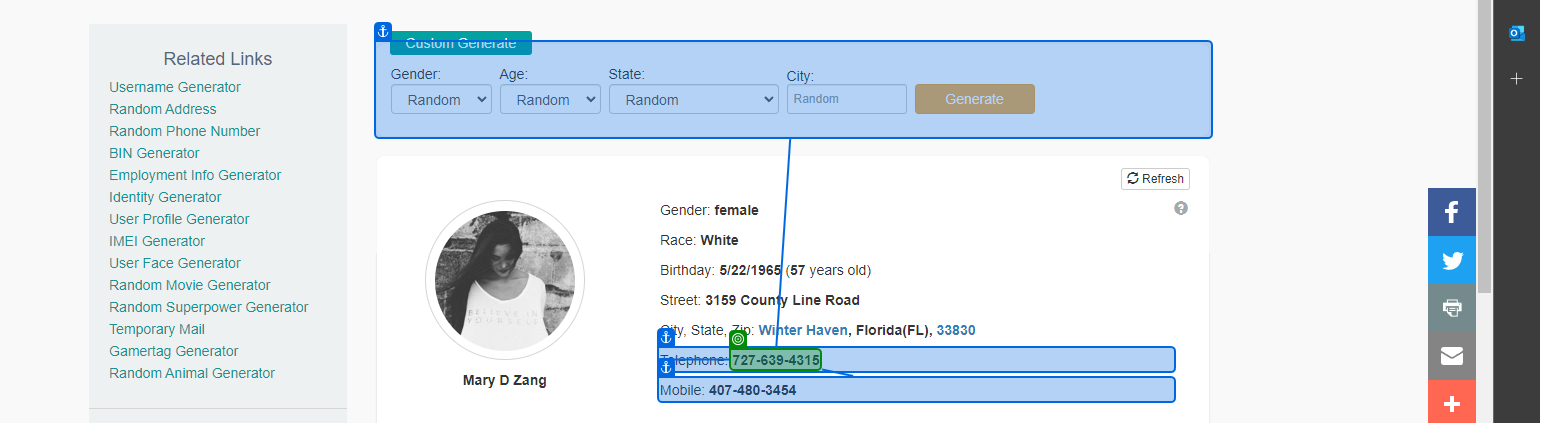 Related Links
Username Generator
Random Address
Random Phone Number
BIN Generator
Employment Info Generator
Identity Generator
User Profile Generator
IMEI Generator
User Face Generator
Random Movie Generator
Random Superpower Generator
Temporary Mail
Gamertag Generator
Random Animal Generator
Custom Generate
Gender: Age: State: City:
Random Random Random Random Generate
Refresh
Gender: female
Race: White
Birthday: 5/22/1965 (57 years old)
Street: 3159 County Line Road
City, State, Zip: Winter Haven, Florida(FL), 33830
Telephone: 727-639-4315
Mobile: 407-480-3454
BELIEVE IN
YOURSELF
Mary D Zang